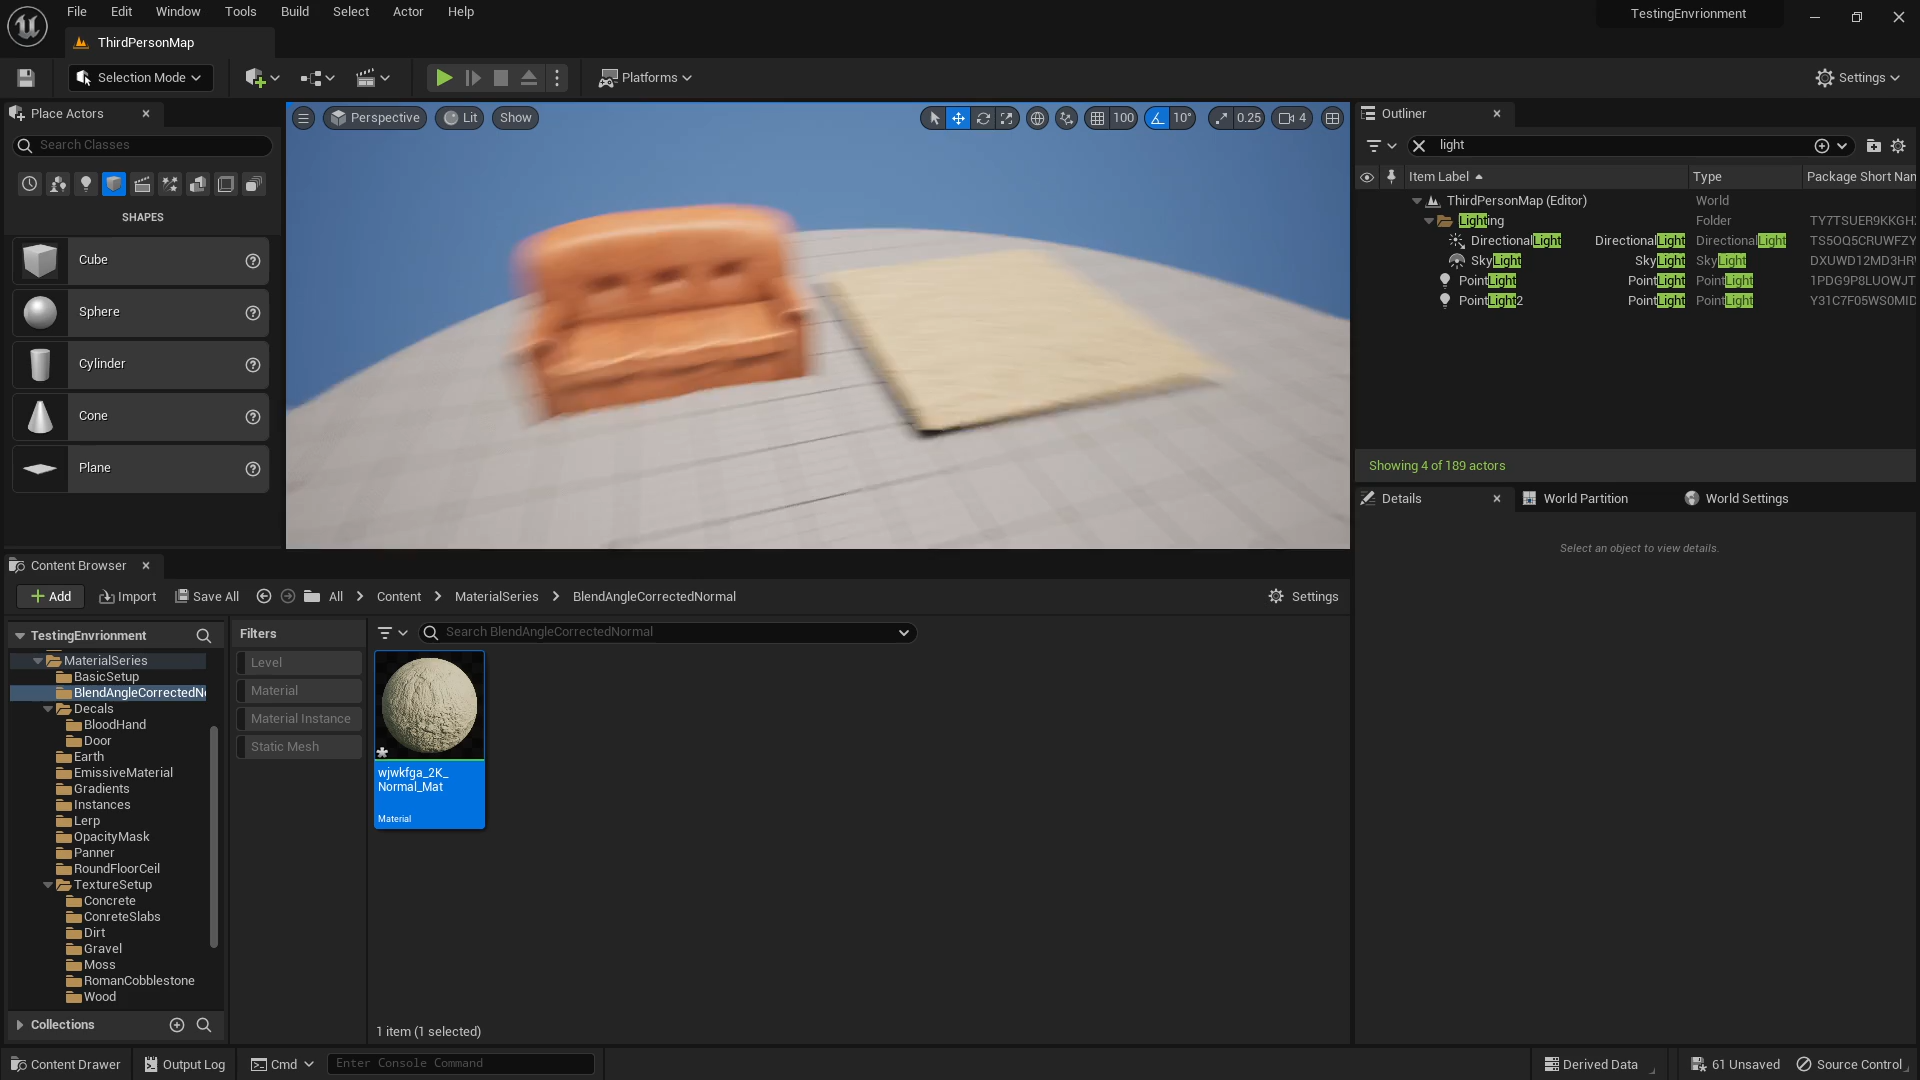 File Edit Window Tools Build Select Actor Help
TestingEnvrionment
ThirdPersonMap
Selection Mode
Platforms
Settings
Place Actors
Search Classes
SHAPES
Cube
Sphere
Cylinder
Cone
Plane
Perspective Lit Show
100 10° 0.25 4
Outliner
light
Item Label Type Package Short Nam
ThirdPersonMap (Editor) World
Lighting Folder TY7TSUER9KKGH
DirectionalLight DirectionalLight DirectionalLight TS5OQ5CRUWFZY
SkyLight SkyLight SkyLight DXUWD12MD3HR
PointLight PointLight PointLight 1PDG9P8LUOWJT
PointLight2 PointLight PointLight Y31C7F05WS0MID
Showing 4 of 189 actors
Details World Partition World Settings
Select an object to view details.
Content Browser
Add Import Save All All Content MaterialSeries BlendAngleCorrectedNormal Settings
TestingEnvrionment
MaterialSeries
BasicSetup
BlendAngleCorrectedNo
Decals
BloodHand
Door
Earth
EmissiveMaterial
Gradients
Instances
Lerp
OpacityMask
Panner
RoundFloorCeil
TextureSetup
Concrete
ConreteSlabs
Dirt
Gravel
Moss
RomanCobblestone
Wood
Collections
Filters
Level
Material
Material Instance
Static Mesh
Search BlendAngleCorrectedNormal
wjwkfga_2K_
Normal_Mat
Material
1 item (1 selected)
Content Drawer Output Log Cmd Enter Console Command Derived Data 61 Unsaved Source Control